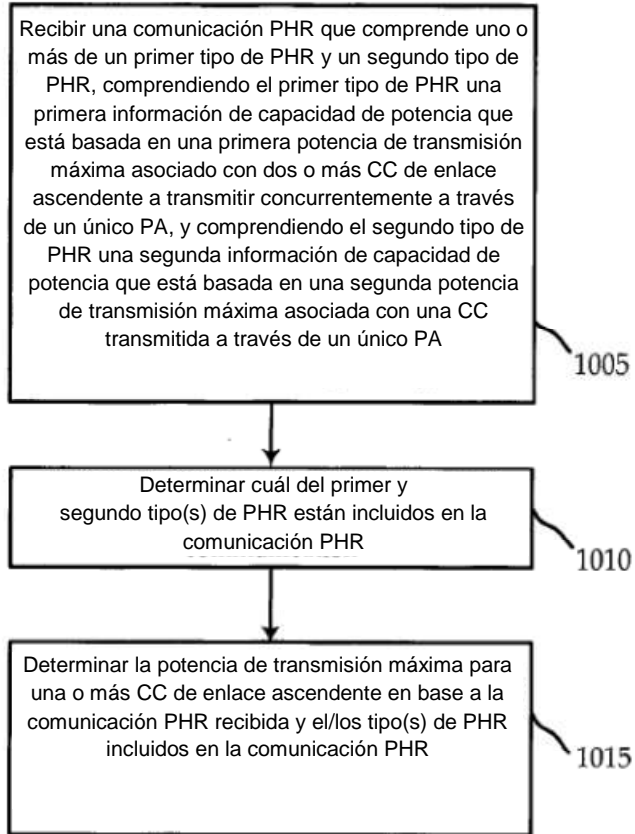 Recibir una comunicación PHR que comprende uno o
más de un primer tipo de PHR y un segundo tipo de
PHR, comprendiendo el primer tipo de PHR una
primera información de capacidad de potencia que
está basada en una primera potencia de transmisión
máxima asociado con dos o más CC de enlace
ascendente a transmitir concurrentemente a través
de un único PA, y comprendiendo el segundo tipo de
PHR una segunda información de capacidad de
potencia que está basada en una segunda potencia
de transmisión máxima asociada con una CC
transmitida a través de un único PA
1005
Determinar cuál del primer y
segundo tipo(s) de PHR están incluidos en la
comunicación PHR
1010
Determinar la potencia de transmisión máxima para
una o más CC de enlace ascendente en base a la
comunicación PHR recibida y el/los tipo(s) de PHR
incluidos en la comunicación PHR
1015